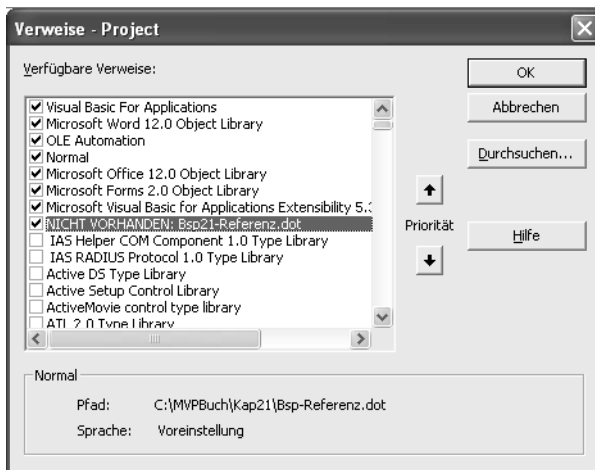 Verweise - Project
Verfügbare Verweise:
OK
Visual Basic For Applications
Abbrechen
Microsoft Word 12.0 Object Library
OLE Automation
Normal
Durchsuchen...
Microsoft Office 12.0 Object Library
Microsoft Forms 2.0 Object Library
Microsoft Visual Basic for Applications Extensibility 5.3
NICHT VORHANDEN: Bsp21-Referenz.dot
Priorität
Hilfe
IAS Helper COM Component 1.0 Type Library
IAS RADIUS Protocol 1.0 Type Library
Active DS Type Library
Active Setup Control Library
ActiveMovie control type library
ATL 2.0 Type Library
Normal
Pfad: C:\MVPBuch\Kap21\Bsp-Referenz.dot
Sprache: Voreinstellung